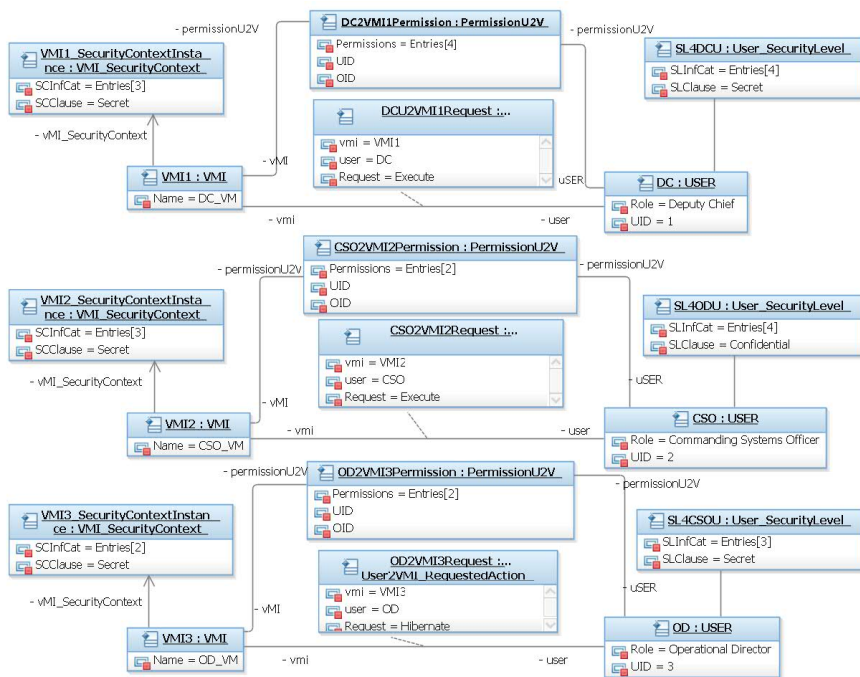 - permissionU2V
DC2VMI1Permission : PermissionU2V
Permissions = Entries[4]
UID
OID
- permissionU2V
VMI1_SecurityContextInsta
nce : VMI_SecurityContext
SCInfCat = Entries[3]
SCClause = Secret
SL4DCU : User_SecurityLevel
SLInfCat = Entries[4]
SLClause = Secret
DCU2VMI1Request :...
vmi = VMI1
user = DC
Request = Execute
- vMI_SecurityContext
- vMI
uSER
VMI1 : VMI
Name = DC_VM
DC : USER
Role = Deputy Chief
UID = 1
- vmi
- user
CSO2VMI2Permission : PermissionU2V
Permissions = Entries[2]
UID
OID
- permissionU2V
- permissionU2V
VMI2_SecurityContextInsta
nce : VMI_SecurityContext
SCInfCat = Entries[3]
SCClause = Secret
SL4ODU : User_SecurityLevel
SLInfCat = Entries[4]
SLClause = Confidential
CSO2VMI2Request :...
vmi = VMI2
user = CSO
Request = Execute
- vMI_SecurityContext
- vMI
- uSER
VMI2 : VMI
Name = CSO_VM
CSO : USER
Role = Commanding Systems Officer
UID = 2
- vmi
- user
- permissionU2V
OD2VMI3Permission : PermissionU2V
Permissions = Entries[2]
UID
OID
- permissionU2V
VMI3_SecurityContextInsta
nce : VMI_SecurityContext
SCInfCat = Entries[2]
SCClause = Secret
SL4CSOU : User_SecurityLevel
SLInfCat = Entries[3]
SLClause = Secret
OD2VMI3Request :...
User2VMI_RequestedAction
vmi = VMI3
user = OD
Request = Hibernate
- vMI_SecurityContext
- vMI
- uSER
VMI3 : VMI
Name = OD_VM
OD : USER
Role = Operational Director
UID = 3
- vmi
- user